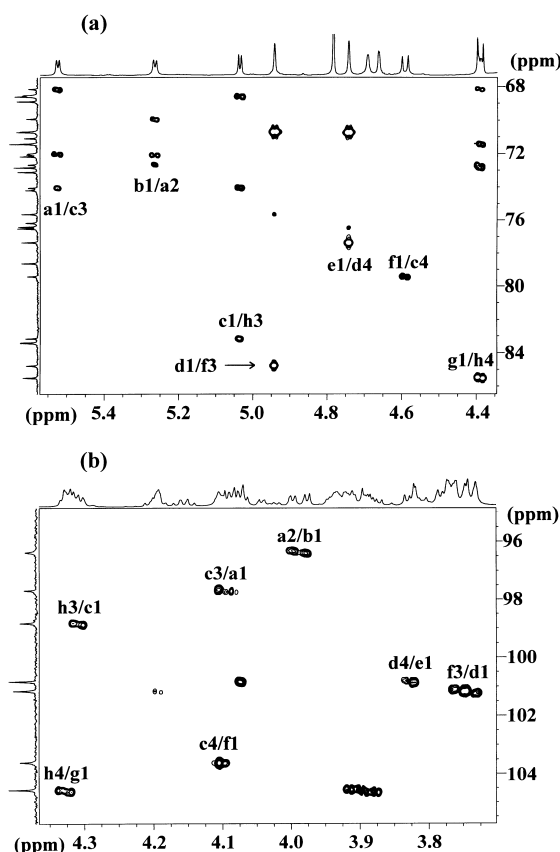 (a)
(ppm)
68
72
a1/c3
b1/a2
76
e1/d4
f1/c4
80
c1/h3
d1/f3
84
g1/h4
(ppm)
5.4
5.2
5.0
4.8
4.6
4.4
(b)
(ppm)
a2/b1
96
c3/a1
98
h3/c1
100
d4/e1
f3/d1
102
c4/f1
h4/g1
104
(ppm)
4.3
4.2
4.1
4.0
3.9
3.8